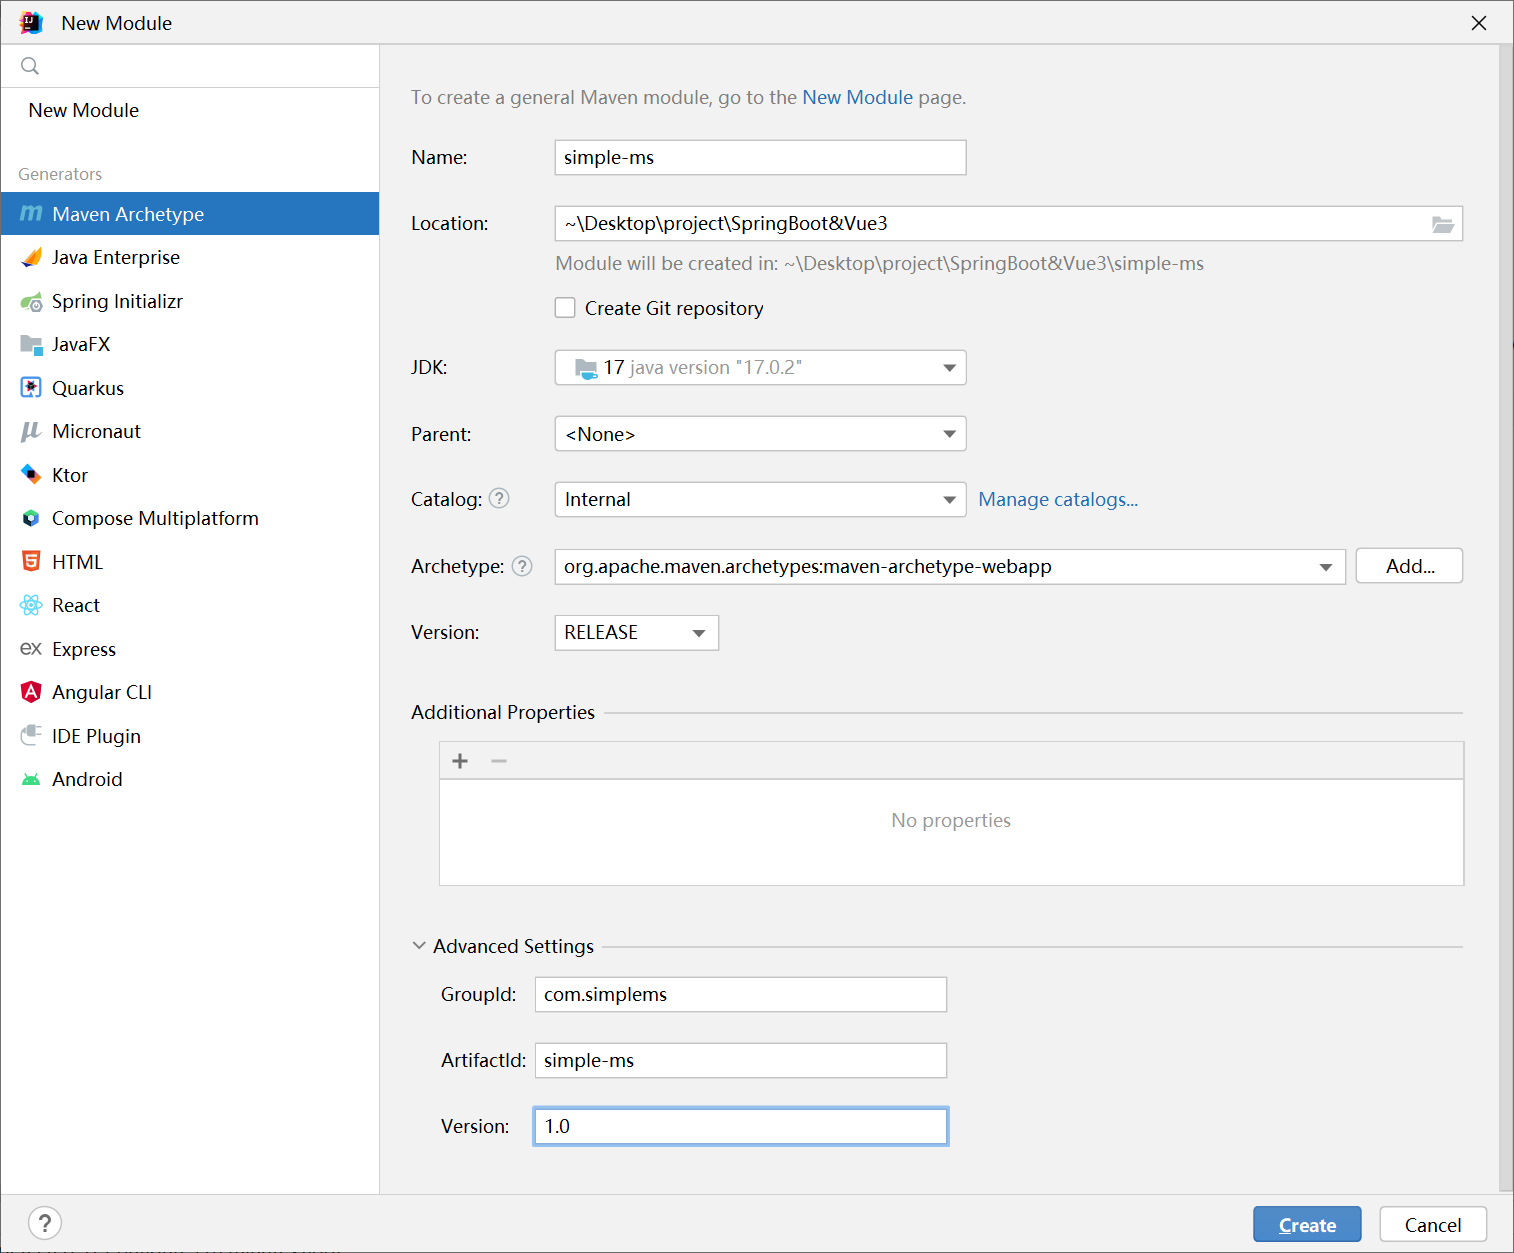 New Module
New Module
Generators
Maven Archetype
Java Enterprise
Spring Initializr
JavaFX
Quarkus
Micronaut
Ktor
Compose Multiplatform
HTML
React
Express
Angular CLI
IDE Plugin
Android
To create a general Maven module, go to the New Module page.
Name: simple-ms
Location: ~\Desktop\project\SpringBoot&Vue3
Module will be created in: ~\Desktop\project\SpringBoot&Vue3\simple-ms
Create Git repository
JDK: 17 java version "17.0.2"
Parent: <None>
Catalog: ? Internal Manage catalogs...
Archetype: ? org.apache.maven.archetypes:maven-archetype-webapp Add...
Version: RELEASE
Additional Properties
No properties
Advanced Settings
GroupId: com.simplems
ArtifactId: simple-ms
Version: 1.0
? Create Cancel